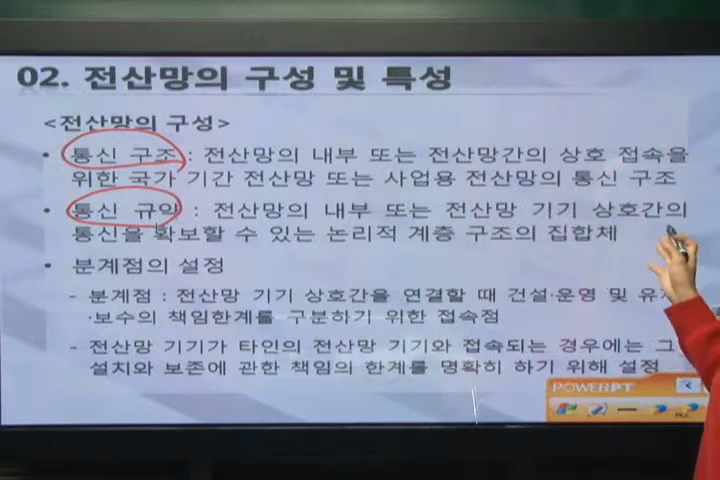 02. 전산망의 구성 및 특성
<전산망의 구성>
• 통신 구조 : 전산망의 내부 또는 전산망간의 상호 접속을
위한 국가 기간 전산망 또는 사업용 전산망의 통신 구조
• 통신 규약 : 전산망의 내부 또는 전산망 기기 상호간의
통신을 확보할 수 있는 논리적 계층 구조의 집합체
• 분계점의 설정
- 분계점 : 전산망 기기 상호간을 연결할 때 건설·운영 및 유지
·보수의 책임한계를 구분하기 위한 접속점
- 전산망 기기가 타인의 전산망 기기와 접속되는 경우에는 그
설치와 보존에 관한 책임의 한계를 명확히 하기 위해 설정
POWERPT